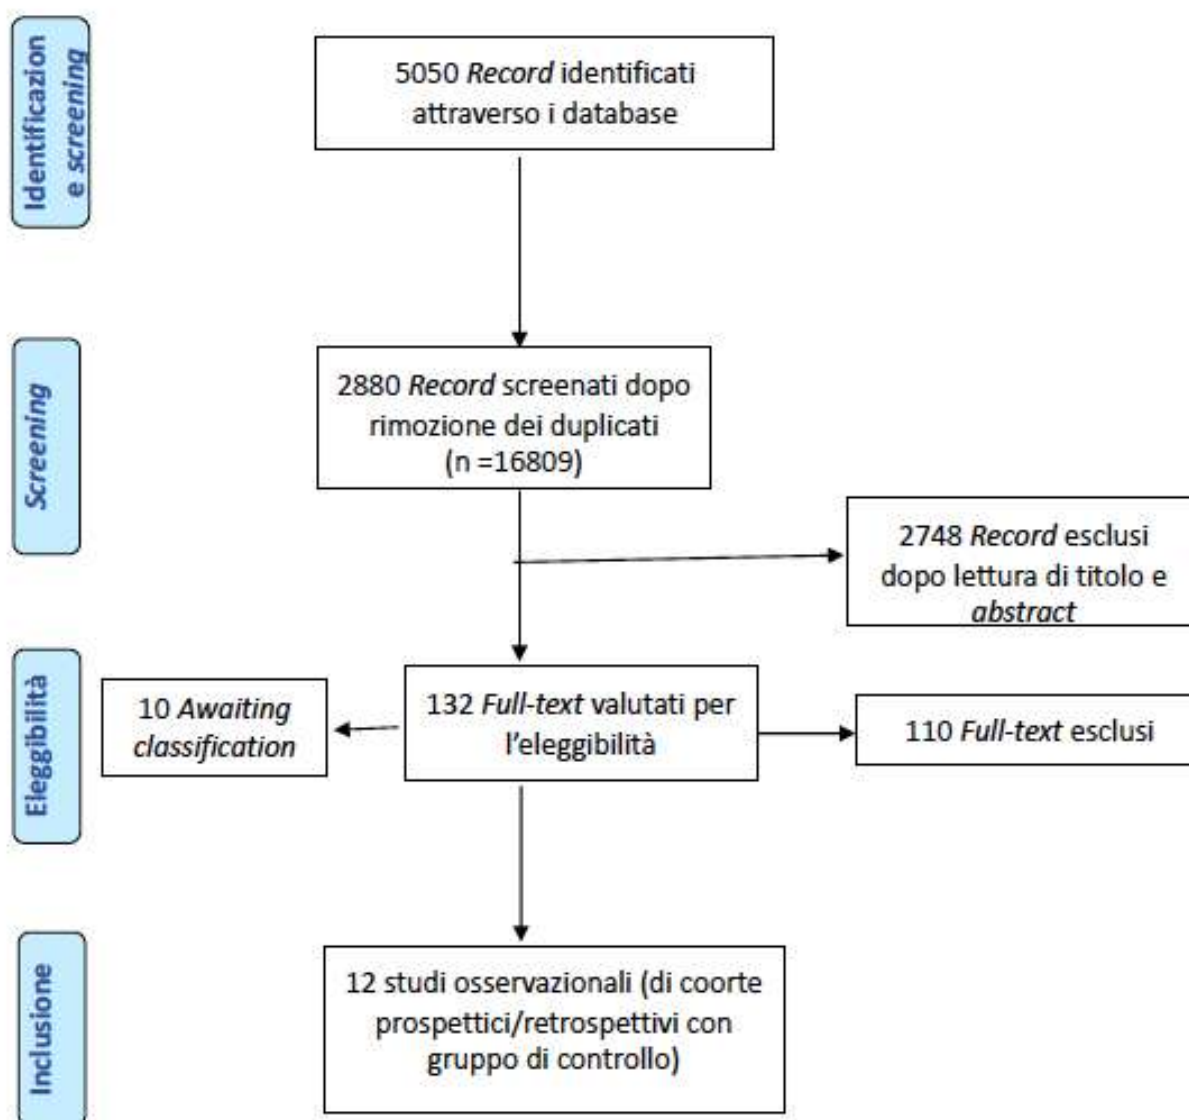 Identificazion
e screening
5050 Record identificati
attraverso i database
Screening
2880 Record screenati dopo
rimozione dei duplicati
(n =16809)
2748 Record esclusi
dopo lettura di titolo e
abstract
Eleggibilità
10 Awaiting
classification
132 Full-text valutati per
l'eleggibilità
110 Full-text esclusi
Inclusione
12 studi osservazionali (di coorte
prospettici/retrospettivi con
gruppo di controllo)